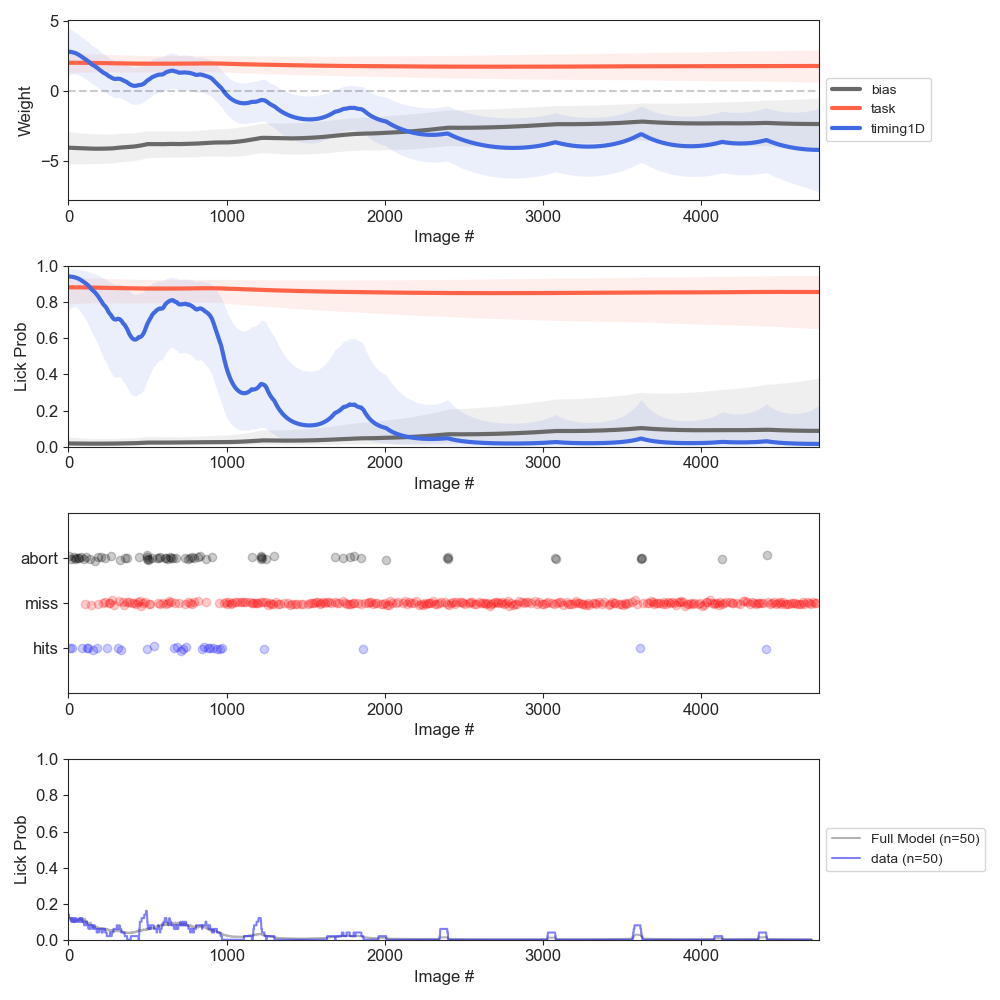 5
0
−5
Weight
0
1000
2000
3000
4000
Image #
bias
task
timing1D
1.0
0.8
0.6
0.4
0.2
0.0
Lick Prob
0
1000
2000
3000
4000
Image #
abort
miss
hits
0
1000
2000
3000
4000
Image #
1.0
0.8
0.6
0.4
0.2
0.0
Lick Prob
0
1000
2000
3000
4000
Image #
Full Model (n=50)
data (n=50)